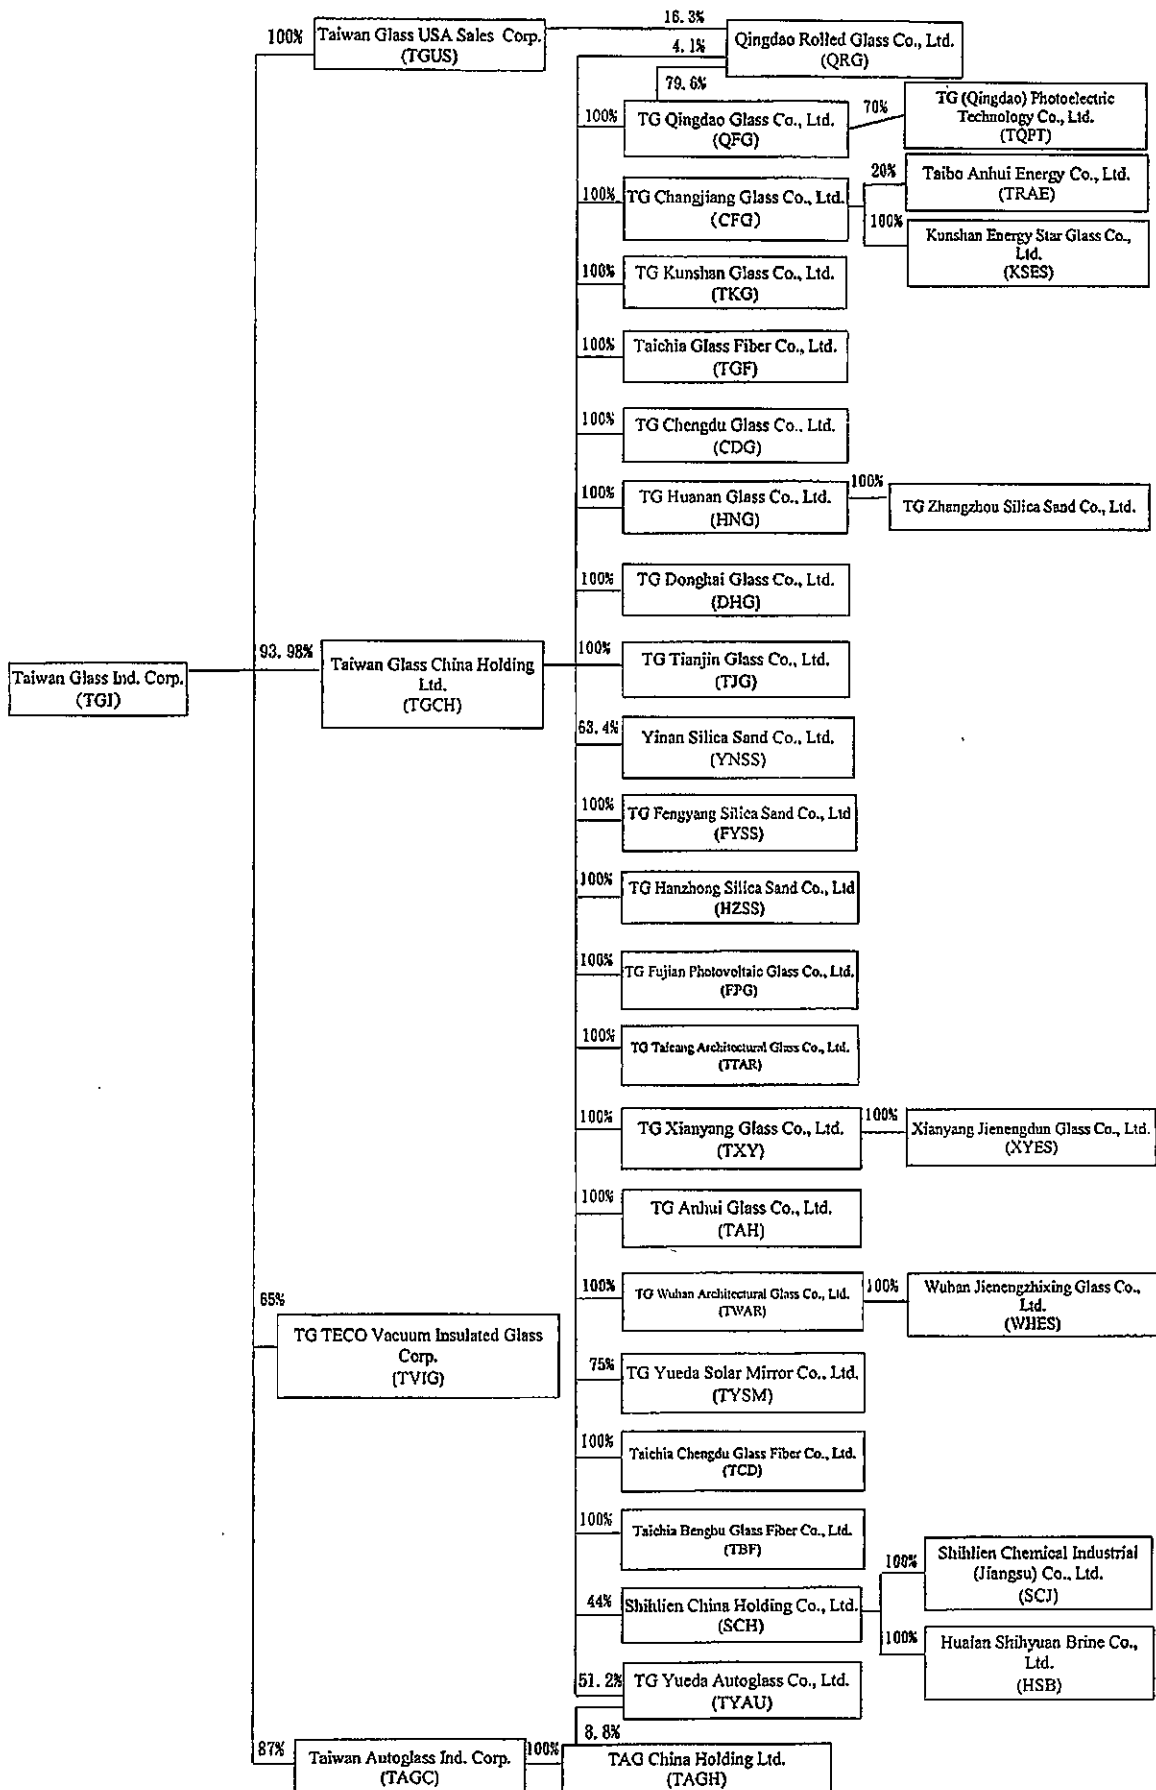 16.3%
100%
Taiwan Glass USA Sales Corp.
(TGUS)
4.1%
Qingdao Rolled Glass Co., Ltd.
(QRG)
79.6%
100%
TG Qingdao Glass Co., Ltd.
(QFG)
70%
TG (Qingdao) Photoelectric
Technology Co., Ltd.
(TQPT)
100%
TG Changjiang Glass Co., Ltd.
(CFG)
20%
Taibo Anhui Energy Co., Ltd.
(TRAE)
100%
Kunshan Energy Star Glass Co.,
Ltd.
(KSES)
100%
TG Kunshan Glass Co., Ltd.
(TKG)
100%
Taichia Glass Fiber Co., Ltd.
(TGF)
100%
TG Chengdu Glass Co., Ltd.
(CDG)
100%
TG Huanan Glass Co., Ltd.
(HNG)
100%
TG Zhangzhou Silica Sand Co., Ltd.
100%
TG Donghai Glass Co., Ltd.
(DHG)
Taiwan Glass Ind. Corp.
(TGI)
93.98%
Taiwan Glass China Holding
Ltd.
(TGCH)
100%
TG Tianjin Glass Co., Ltd.
(TJG)
63.4%
Yinan Silica Sand Co., Ltd.
(YNSS)
100%
TG Fengyang Silica Sand Co., Ltd
(FYSS)
100%
TG Hanzhong Silica Sand Co., Ltd
(HZSS)
100%
TG Fujian Photovoltaic Glass Co., Ltd.
(FPG)
100%
TG Taicang Architectural Glass Co., Ltd.
(TTAR)
100%
TG Xianyang Glass Co., Ltd.
(TXY)
100%
Xianyang Jienengdun Glass Co., Ltd.
(XYES)
100%
TG Anhui Glass Co., Ltd.
(TAH)
100%
TG Wuhan Architectural Glass Co., Ltd.
(TWAR)
100%
Wuhan Jienengzhixing Glass Co.,
Ltd.
(WHES)
65%
TG TECO Vacuum Insulated Glass
Corp.
(TVIG)
75%
TG Yueda Solar Mirror Co., Ltd.
(TYSM)
100%
Taichia Chengdu Glass Fiber Co., Ltd.
(TCD)
100%
Taichia Bengbu Glass Fiber Co., Ltd.
(TBF)
44%
Shihlien China Holding Co., Ltd.
(SCH)
100%
Shihlien Chemical Industrial
(Jiangsu) Co., Ltd.
(SCJ)
100%
Huaian Shihyuan Brine Co.,
Ltd.
(HSB)
51.2%
TG Yueda Autoglass Co., Ltd.
(TYAU)
8.8%
87%
Taiwan Autoglass Ind. Corp.
(TAGC)
100%
TAG China Holding Ltd.
(TAGH)